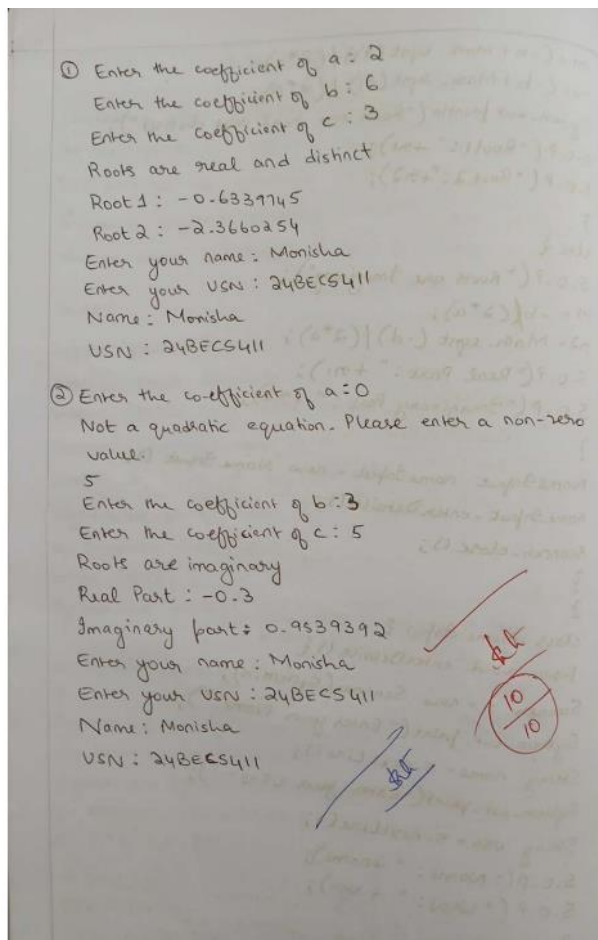 ① Enter the coefficient of a : 2
Enter the coefficient of b : 6
Enter the coefficient of c : 3
Roots are real and distinct
Root 1 : -0.6339745
Root 2 : -2.3660254
Enter your name : Monisha
Enter your USN : 24BECS411
Name : Monisha
USN : 24BECS411
② Enter the co-efficient of a : 0
Not a quadratic equation. Please enter a non-zero
value.
5
Enter the coefficient of b : 3
Enter the coefficient of c : 5
Roots are imaginary
Real Part : -0.3
Imaginary part : 0.9539392
Enter your name : Monisha
Enter your USN : 24BECS411
Name : Monisha
USN : 24BECS411
10
10